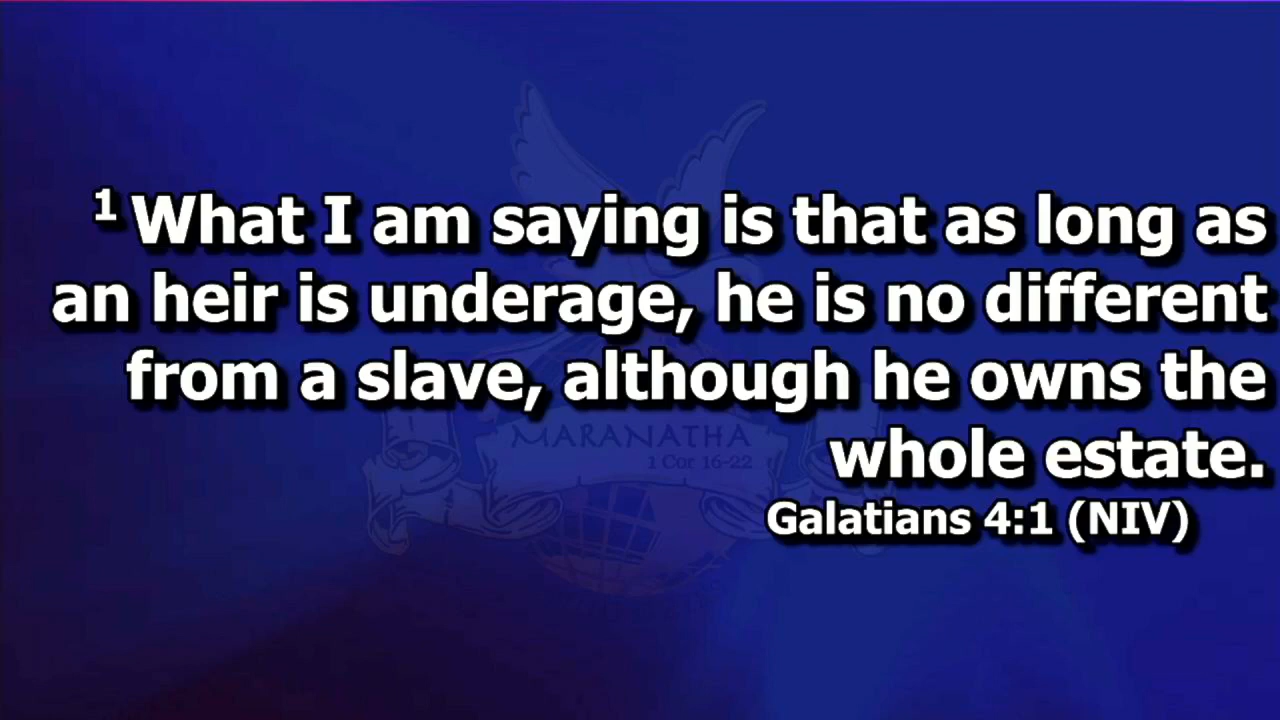 1 What I am saying is that as long as
an heir is underage, he is no different
from a slave, although he owns the
whole estate.
Galatians 4:1 (NIV)
MARANATHA
1 Cor 16-22